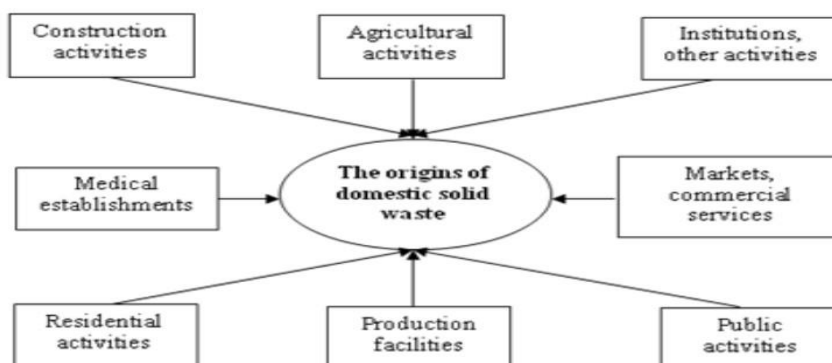 Construction
activities
Agricultural
activities
Institutions,
other activities
Medical
establishments
The origins of
domestic solid
waste
Markets,
commercial
services
Residential
activities
Production
facilities
Public
activities